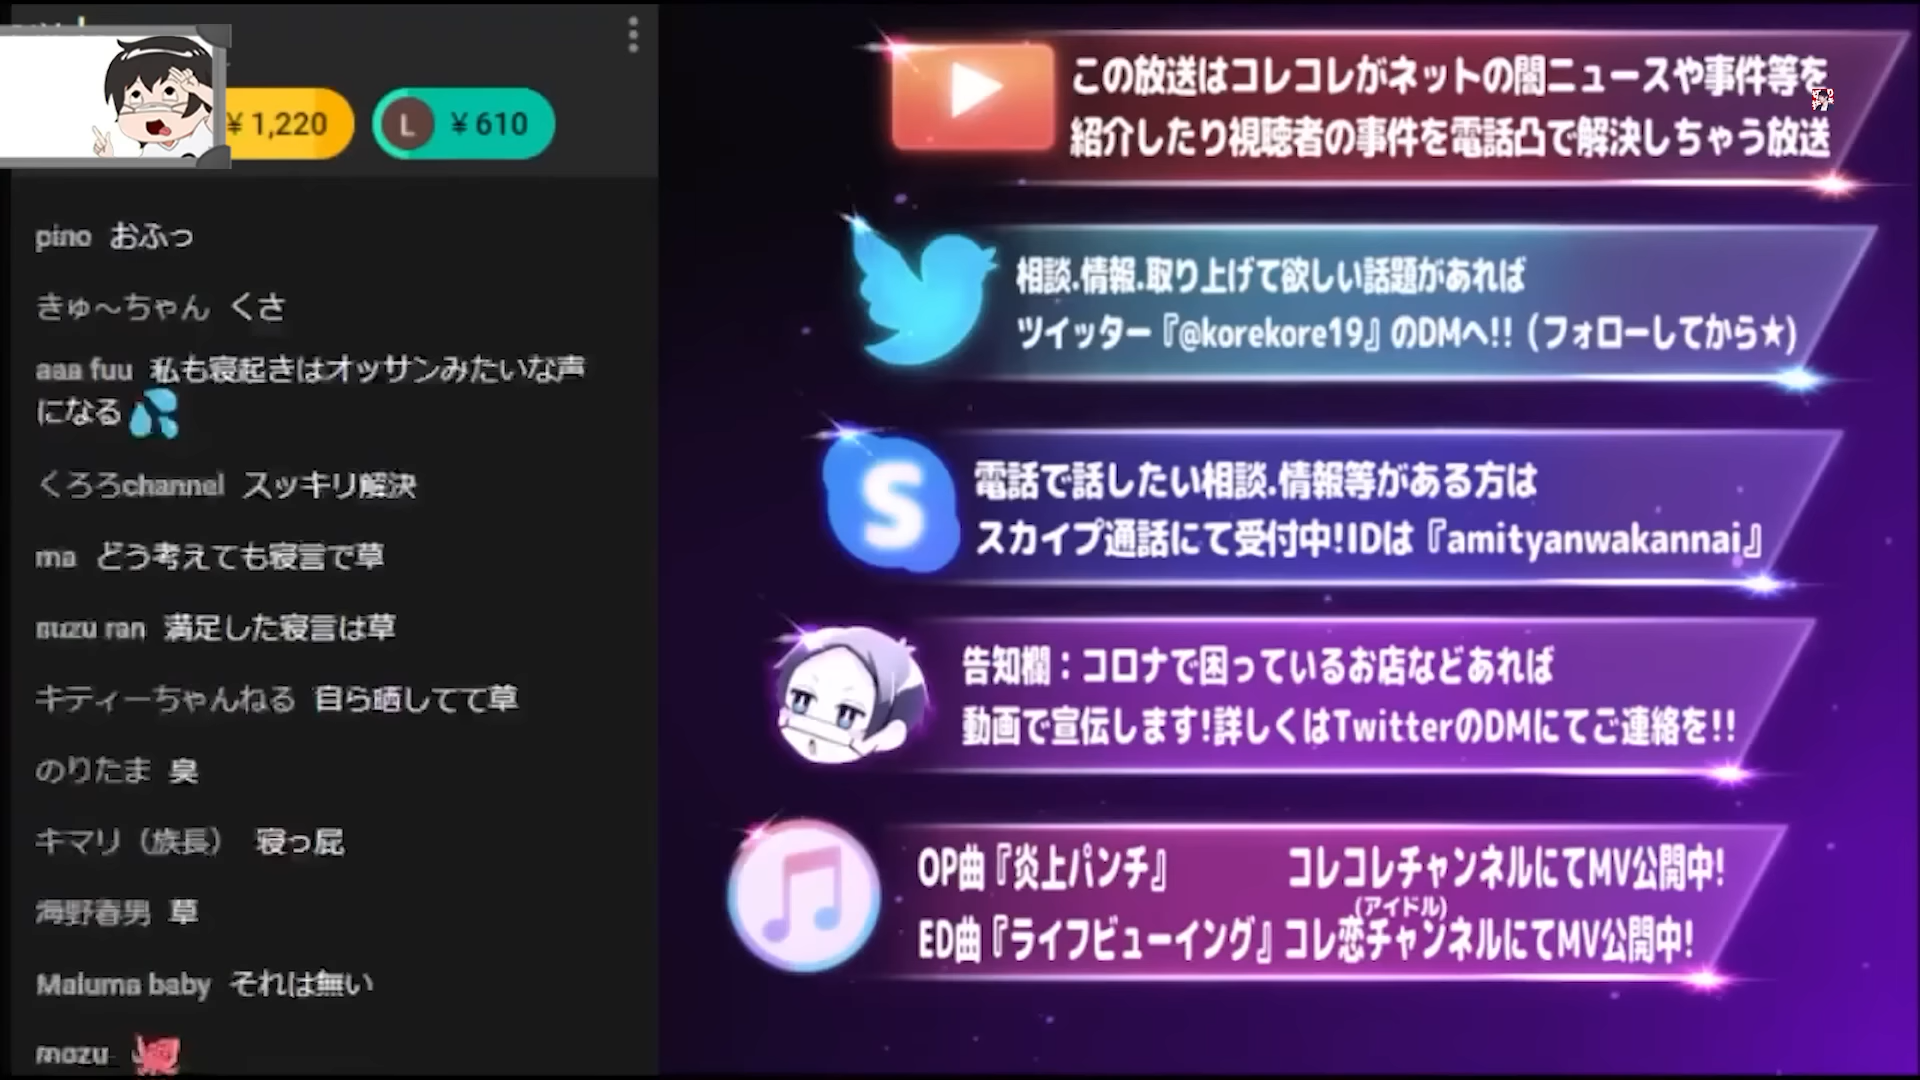 ¥ 1,220
L ¥ 610
pino おふっ
きゅ～ちゃん くさ
aaa fuu 私も寝起きはオッサンみたいな声
になる
くろろchannel スッキリ解決
ma どう考えても寝言で草
suzu ran 満足した寝言は草
キティーちゃんねる 自ら晒してて草
のりたま 臭
キマリ（族長） 寝っ屁
海野春男 草
Maluma baby それは無い
mozu
この放送はコレコレがネットの闇ニュースや事件等を
紹介したり視聴者の事件を電話凸で解決しちゃう放送
相談.情報.取り上げて欲しい話題があれば
ツイッター『@korekore19』のDMへ!! (フォローしてから★)
S
電話で話したい相談.情報等がある方は
スカイプ通話にて受付中!IDは『amityanwakannai』
告知欄：コロナで困っているお店などあれば
動画で宣伝します!詳しくはTwitterのDMにてご連絡を!!
OP曲『炎上パンチ』 コレコレチャンネルにてMV公開中!
(アイドル)
ED曲『ライフビューイング』コレ恋チャンネルにてMV公開中!